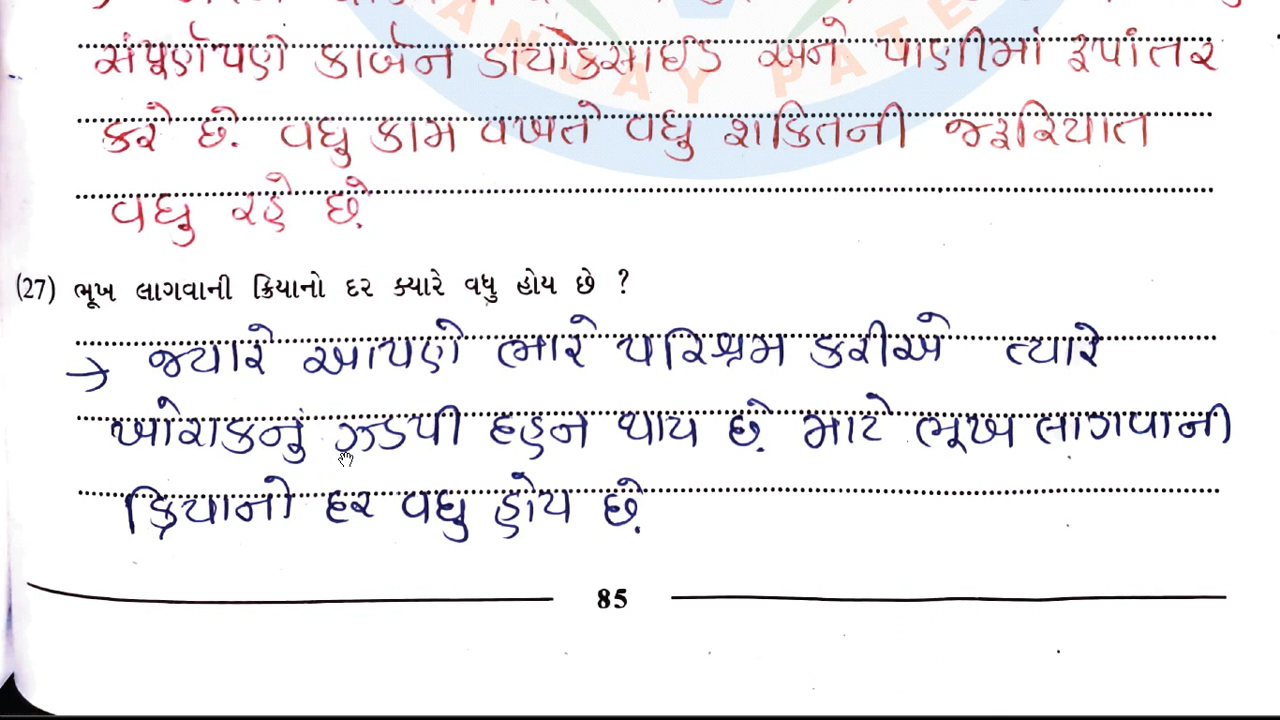 સંપૂર્ણપણે કાર્બન ડાયોક્સાઈડ અને પાણીમાં રૂપાંતર
કરે છે. વધુ કામ વખતે વધુ શક્તિની જરૂરિયાત
વધુ રહે છે.
(27) ભૂખ લાગવાની ક્રિયાનો દર ક્યારે વધુ હોય છે ?
→ જ્યારે આપણે ભારે પરિશ્રમ કરીએ ત્યારે
ખોરાકનું ઝડપી દહન થાય છે. માટે ભૂખ લાગવાની
ક્રિયાનો દર વધુ હોય છે.
85